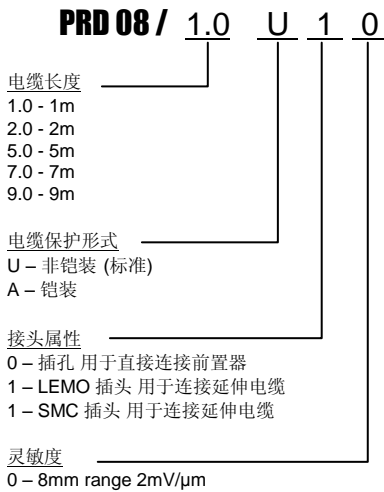 PRD 08 / 1.0 U 1 0
电缆长度
1.0 - 1m
2.0 - 2m
5.0 - 5m
7.0 - 7m
9.0 - 9m
电缆保护形式
U – 非铠装 (标准)
A – 铠装
接头属性
0 – 插孔 用于直接连接前置器
1 – LEMO 插头 用于连接延伸电缆
1 – SMC 插头 用于连接延伸电缆
灵敏度
0 – 8mm range 2mV/µm